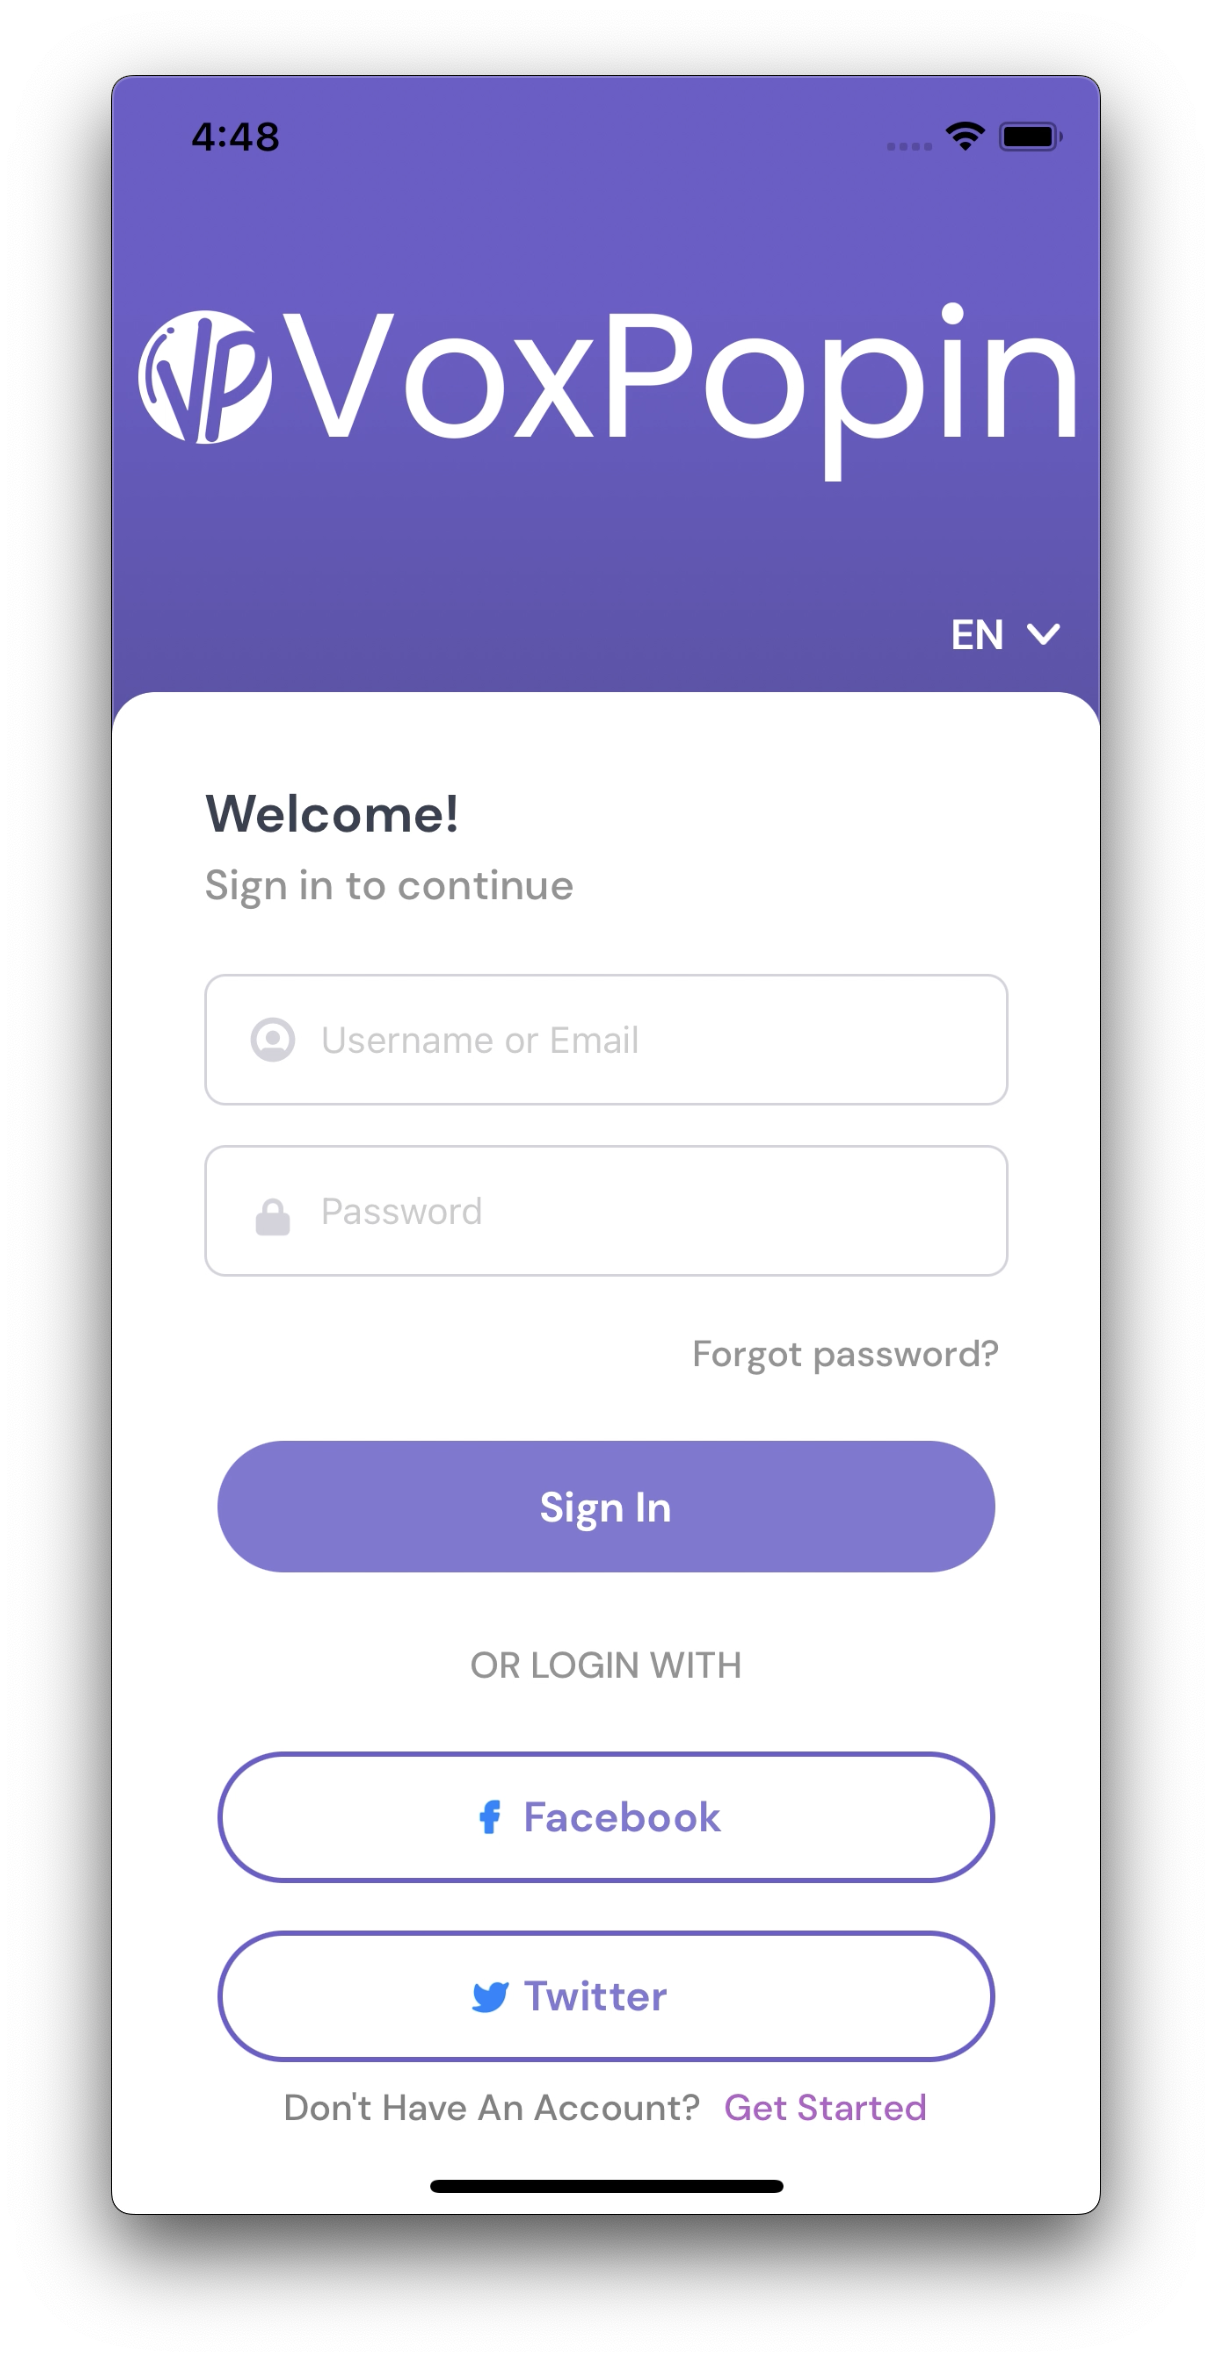 4:48
VoxPopin
EN
Welcome!
Sign in to continue
Username or Email
Password
Forgot password?
Sign In
OR LOGIN WITH
Facebook
Twitter
Don't Have An Account? Get Started